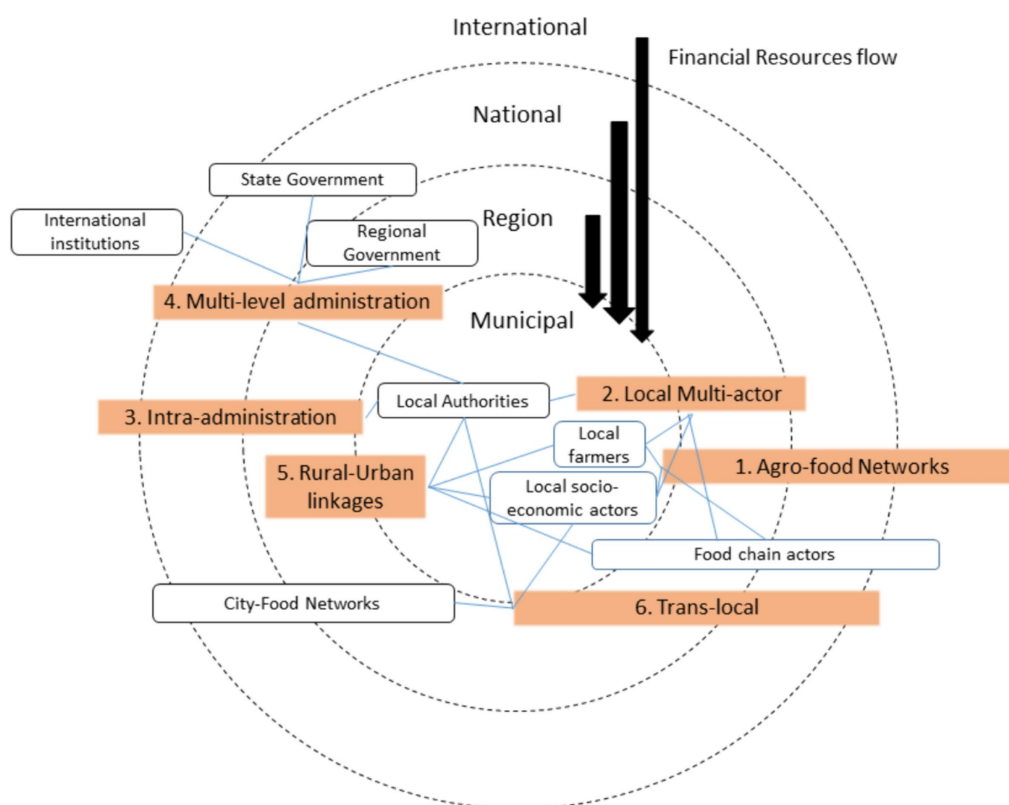 International
Financial Resources flow
National
State Government
International
institutions
Region
Regional
Government
4. Multi-level administration
Municipal
Local Authorities
2. Local Multi-actor
3. Intra-administration
Local
farmers
1. Agro-food Networks
5. Rural-Urban
linkages
Local socio-
economic actors
Food chain actors
City-Food Networks
6. Trans-local